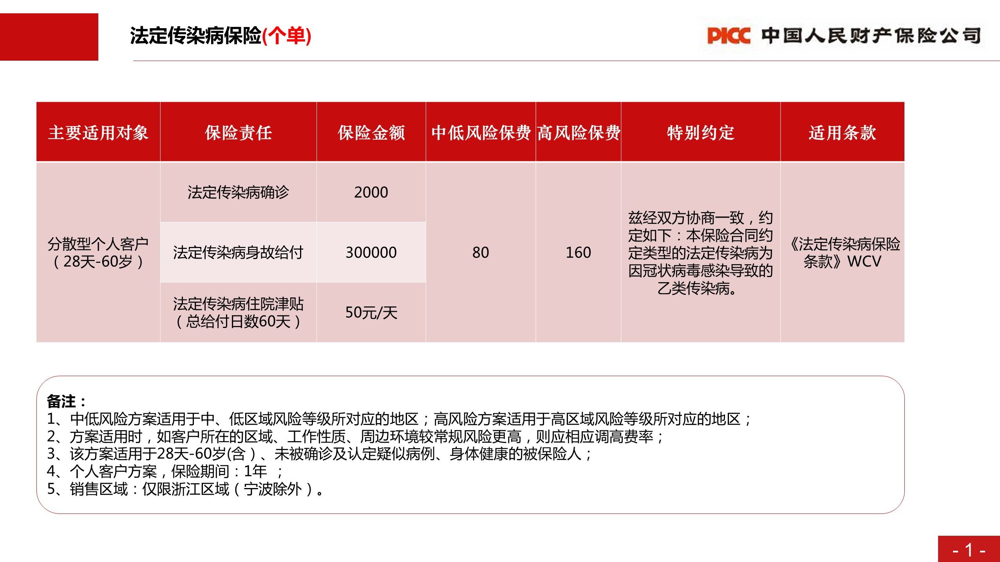 法定传染病保险(个单)
PICC 中国人民财产保险公司
主要适用对象
保险责任
保险金额
中低风险保费
高风险保费
特别约定
适用条款
分散型个人客户
（28天-60岁）
法定传染病确诊
2000
法定传染病身故给付
300000
法定传染病住院津贴
（总给付日数60天）
50元/天
80
160
兹经双方协商一致，约
定如下：本保险合同约
定类型的法定传染病为
因冠状病毒感染导致的
乙类传染病。
《法定传染病保险
条款》WCV
备注：
1、中低风险方案适用于中、低区域风险等级所对应的地区；高风险方案适用于高区域风险等级所对应的地区；
2、方案适用时，如客户所在的区域、工作性质、周边环境较常规风险更高，则应相应调高费率；
3、该方案适用于28天-60岁(含）、未被确诊及认定疑似病例、身体健康的被保险人；
4、个人客户方案，保险期间：1年 ；
5、销售区域：仅限浙江区域（宁波除外）。
- 1 -